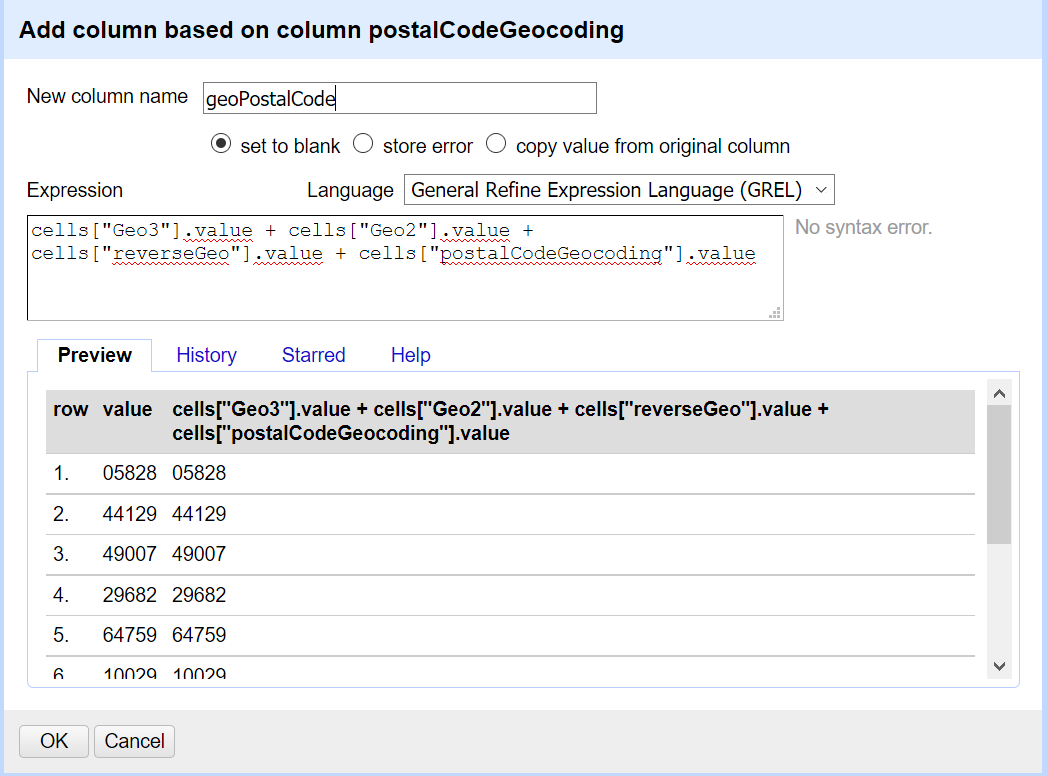 Add column based on column postalCodeGeocoding
New column name geoPostalCode
set to blank store error copy value from original column
Expression Language General Refine Expression Language (GREL)
cells["Geo3"].value + cells["Geo2"].value +
cells["reverseGeo"].value + cells["postalCodeGeocoding"].value
No syntax error.
Preview History Starred Help
row value cells["Geo3"].value + cells["Geo2"].value + cells["reverseGeo"].value +
cells["postalCodeGeocoding"].value
1. 05828 05828
2. 44129 44129
3. 49007 49007
4. 29682 29682
5. 64759 64759
6. 10029 10029
OK Cancel